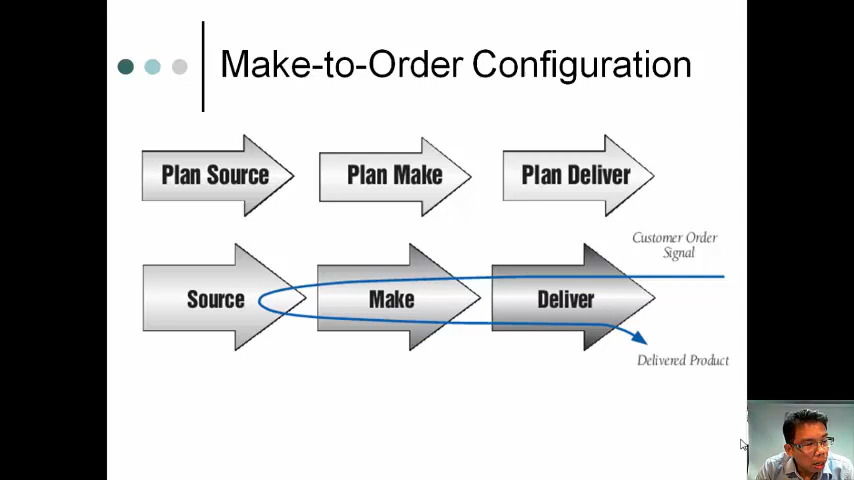 Make-to-Order Configuration
Plan Source
Plan Make
Plan Deliver
Customer Order
Signal
Source
Make
Deliver
Delivered Product